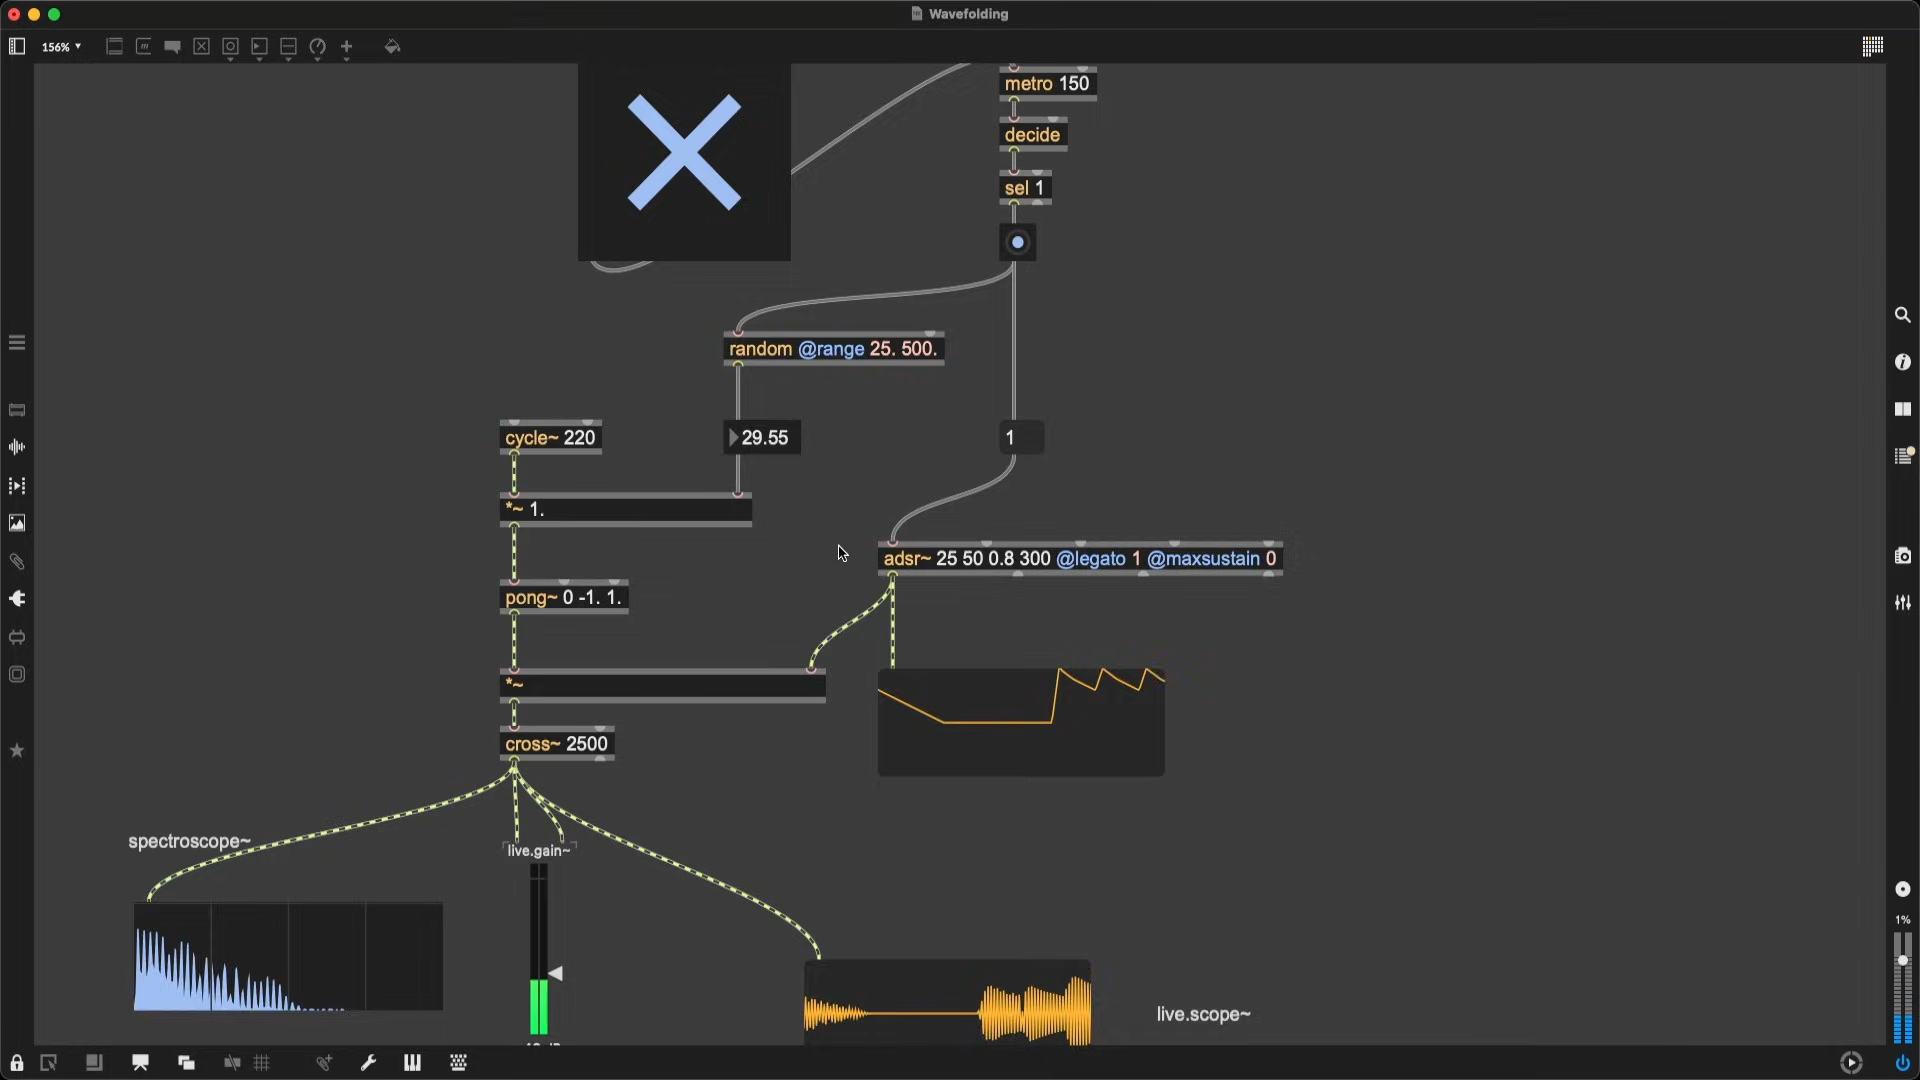 Wavefolding
156%
metro 150
decide
sel 1
random @range 25. 500.
cycle~ 220
29.55
1
*~ 1.
adsr~ 25 50 0.8 300 @legato 1 @maxsustain 0
pong~ 0 -1. 1.
*~
cross~ 2500
spectroscope~
live.gain~
1%
live.scope~